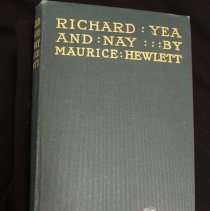 RICHARD : YEA
AND : NAY ::: BY
MAURICE : HEWLETT